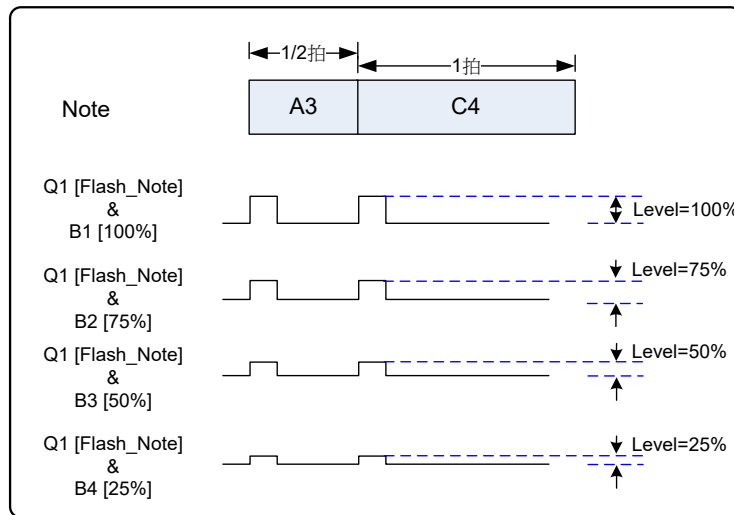 1/2拍
1拍
Note
A3
C4
Q1 [Flash_Note]
&
B1 [100%]
Level=100%
Q1 [Flash_Note]
&
B2 [75%]
Level=75%
Q1 [Flash_Note]
&
B3 [50%]
Level=50%
Q1 [Flash_Note]
&
B4 [25%]
Level=25%